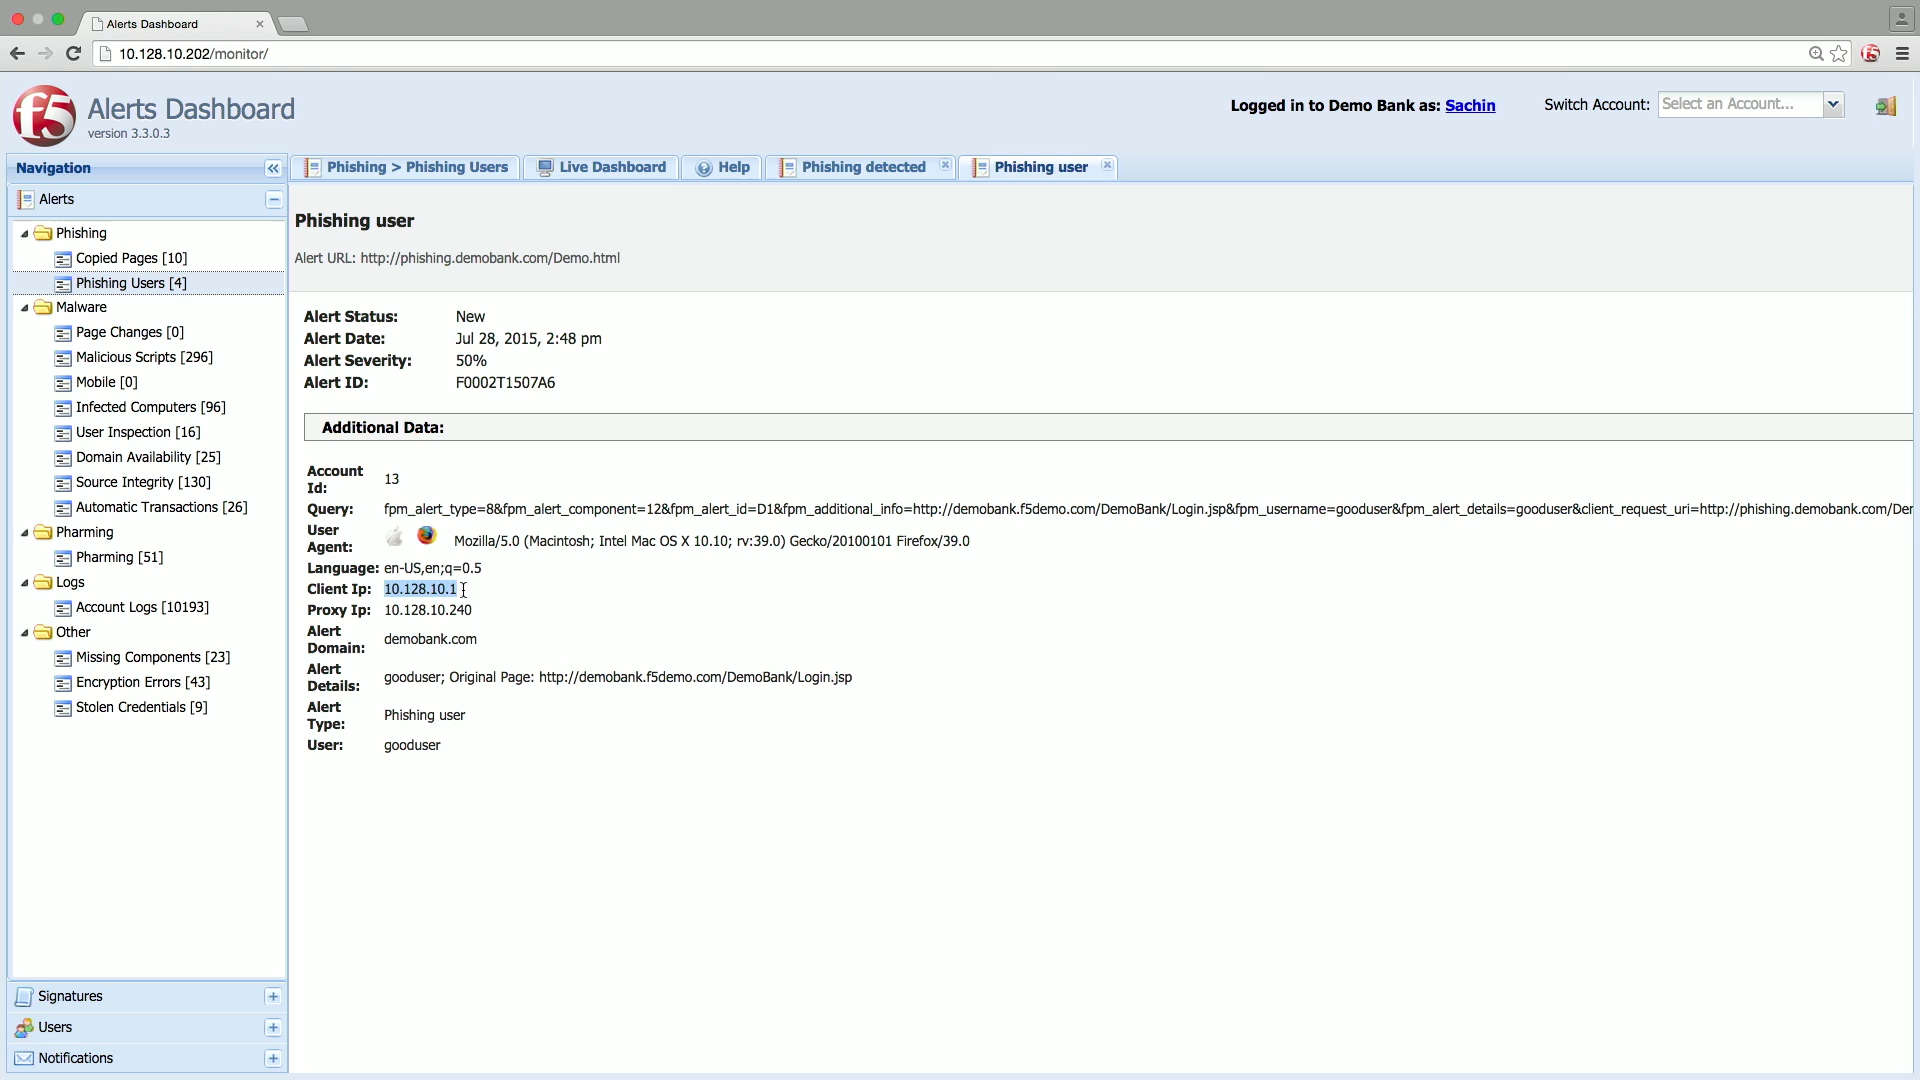 Alerts Dashboard
10.128.10.202/monitor/
f5
f5 Alerts Dashboard
version 3.3.0.3
Logged in to Demo Bank as: Sachin
Switch Account: Select an Account...
Navigation
Phishing > Phishing Users
Live Dashboard
Help
Phishing detected
Phishing user
Alerts
Phishing
Copied Pages [10]
Phishing Users [4]
Malware
Page Changes [0]
Malicious Scripts [296]
Mobile [0]
Infected Computers [96]
User Inspection [16]
Domain Availability [25]
Source Integrity [130]
Automatic Transactions [26]
Pharming
Pharming [51]
Logs
Account Logs [10193]
Other
Missing Components [23]
Encryption Errors [43]
Stolen Credentials [9]
Signatures
Users
Notifications
Phishing user
Alert URL: http://phishing.demobank.com/Demo.html
Alert Status: New
Alert Date: Jul 28, 2015, 2:48 pm
Alert Severity: 50%
Alert ID: F0002T1507A6
Additional Data:
Account
Id: 13
Query: fpm_alert_type=8&fpm_alert_component=12&fpm_alert_id=D1&fpm_additional_info=http://demobank.f5demo.com/DemoBank/Login.jsp&fpm_username=gooduser&fpm_alert_details=gooduser&client_request_uri=http://phishing.demobank.com/Der
User
Agent: Mozilla/5.0 (Macintosh; Intel Mac OS X 10.10; rv:39.0) Gecko/20100101 Firefox/39.0
Language: en-US,en;q=0.5
Client Ip: 10.128.10.1
Proxy Ip: 10.128.10.240
Alert
Domain: demobank.com
Alert
Details: gooduser; Original Page: http://demobank.f5demo.com/DemoBank/Login.jsp
Alert
Type: Phishing user
User: gooduser